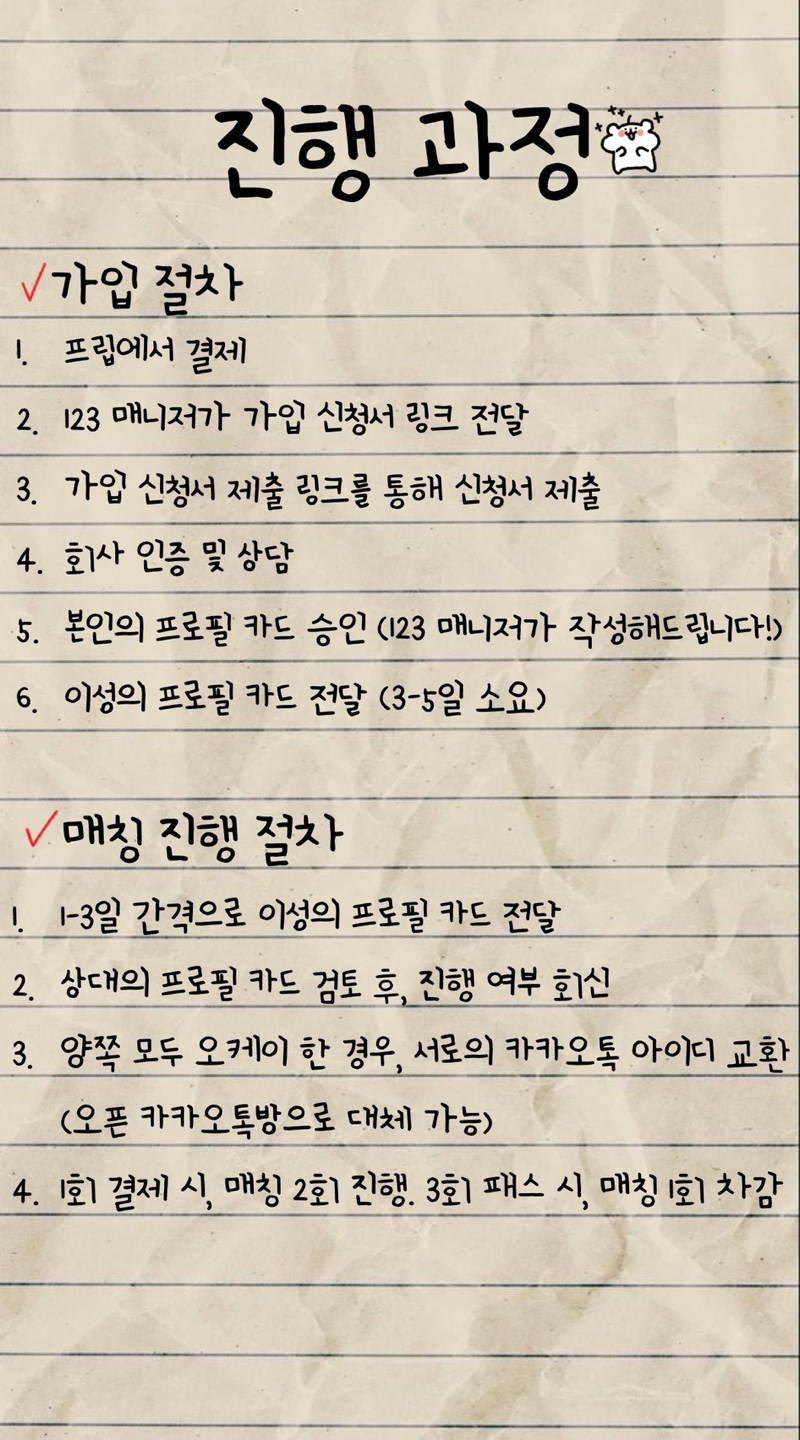 진행 과정
✓가입 절차
1. 프립에서 결제
2. 123 매니저가 가입 신청서 링크 전달
3. 가입 신청서 제출 링크를 통해 신청서 제출
4. 회사 인증 및 상담
5. 본인의 프로필 카드 승인 (123 매니저가 작성해드립니다!)
6. 이성의 프로필 카드 전달 (3-5일 소요)
✓매칭 진행 절차
1. 1-3일 간격으로 이성의 프로필 카드 전달
2. 상대의 프로필 카드 검토 후, 진행 여부 회신
3. 양쪽 모두 오케이 한 경우, 서로의 카카오톡 아이디 교환
(오픈 카카오톡방으로 대체 가능)
4. 1회 결제 시, 매칭 2회 진행. 3회 패스 시, 매칭 1회 차감